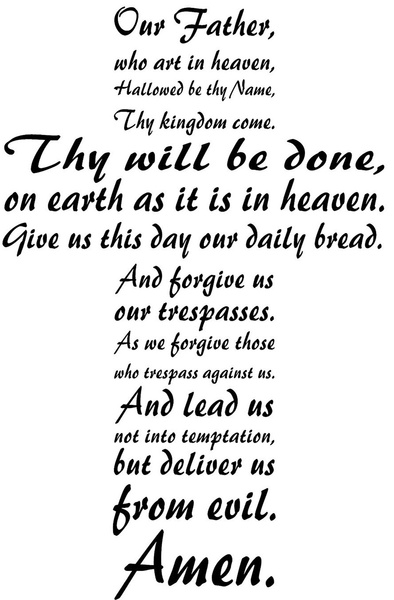 Our Father,
who art in heaven,
Hallowed be thy Name,
Thy kingdom come.
Thy will be done,
on earth as it is in heaven.
Give us this day our daily bread.
And forgive us
our trespasses.
As we forgive those
who trespass against us.
And lead us
not into temptation,
but deliver us
from evil.
Amen.